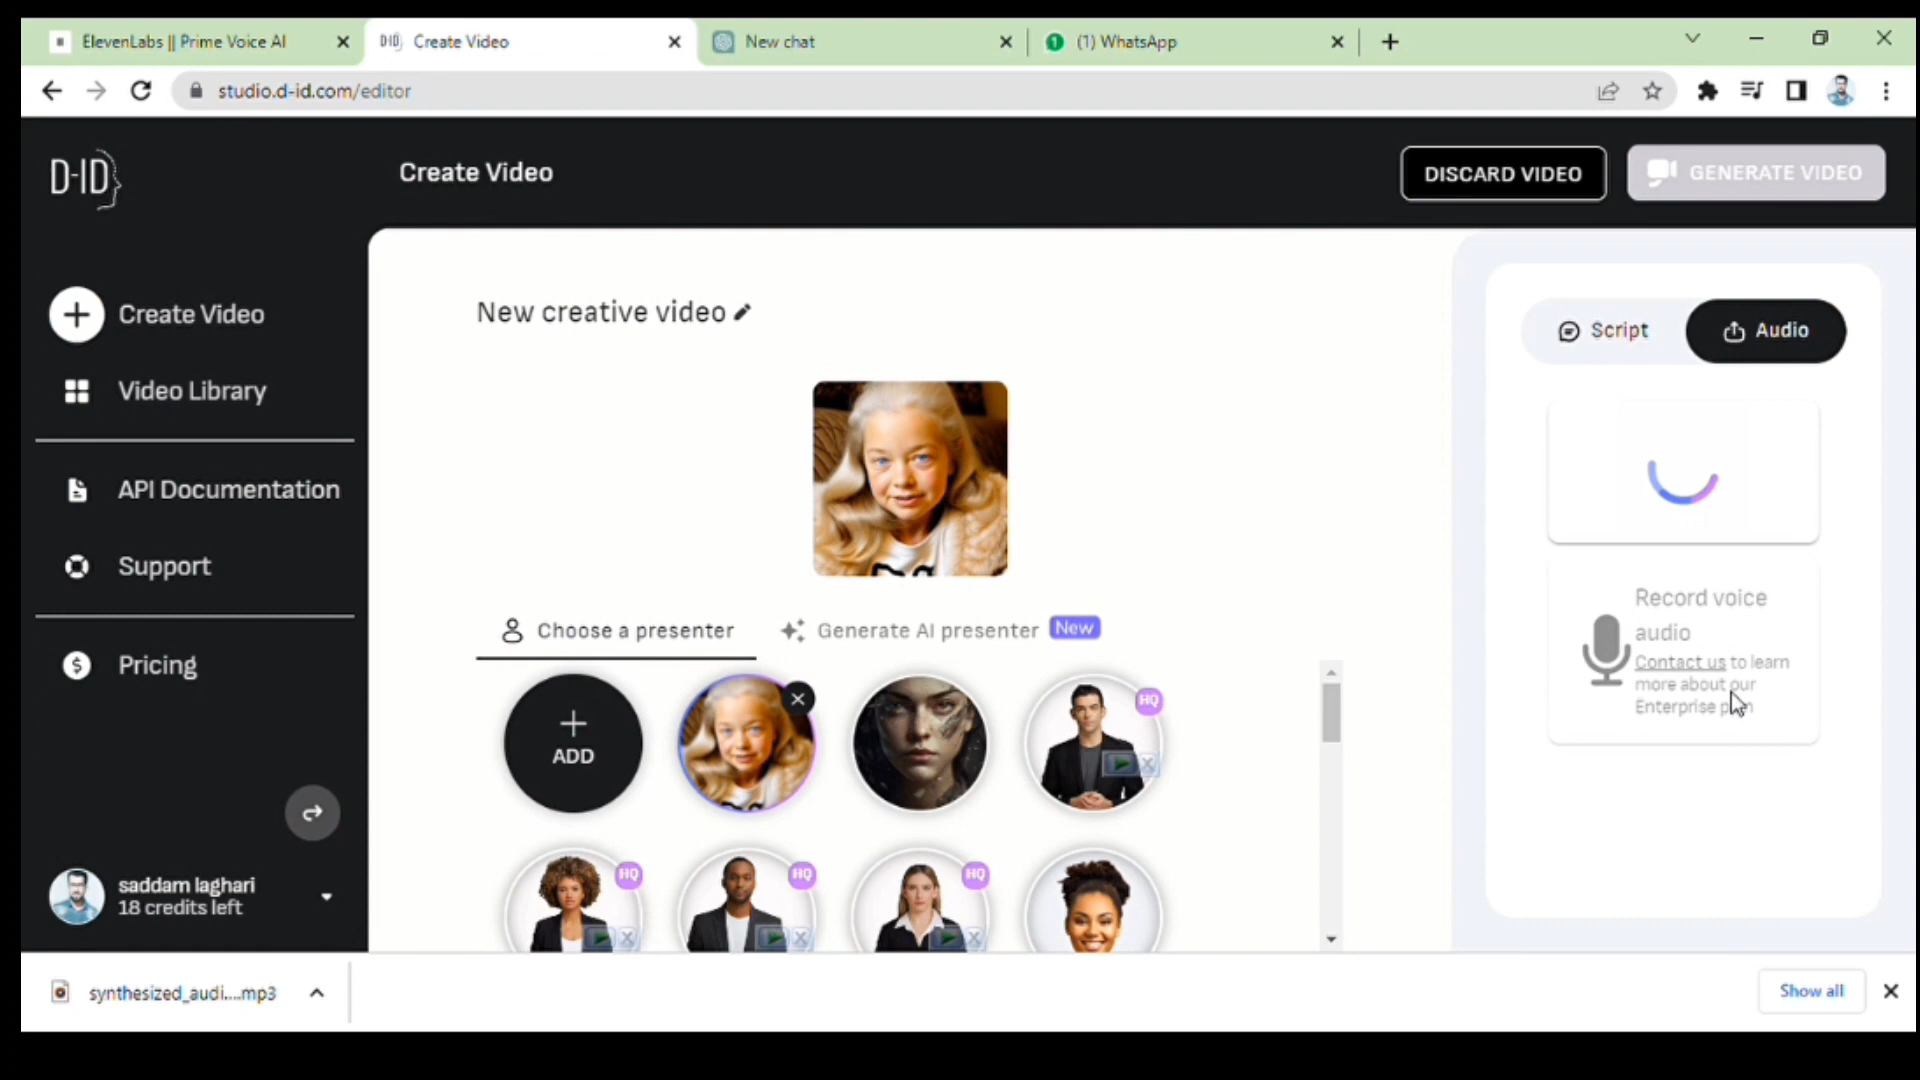 ElevenLabs || Prime Voice AI
D-ID Create Video
New chat
(1) WhatsApp
studio.d-id.com/editor
D-ID
Create Video
DISCARD VIDEO
GENERATE VIDEO
Create Video
Video Library
API Documentation
Support
Pricing
saddam laghari
18 credits left
New creative video
Choose a presenter
Generate AI presenter New
ADD
HQ
HQ
HQ
HQ
Script
Audio
Record voice
audio
Contact us to learn
more about our
Enterprise plan
synthesized_audi....mp3
Show all